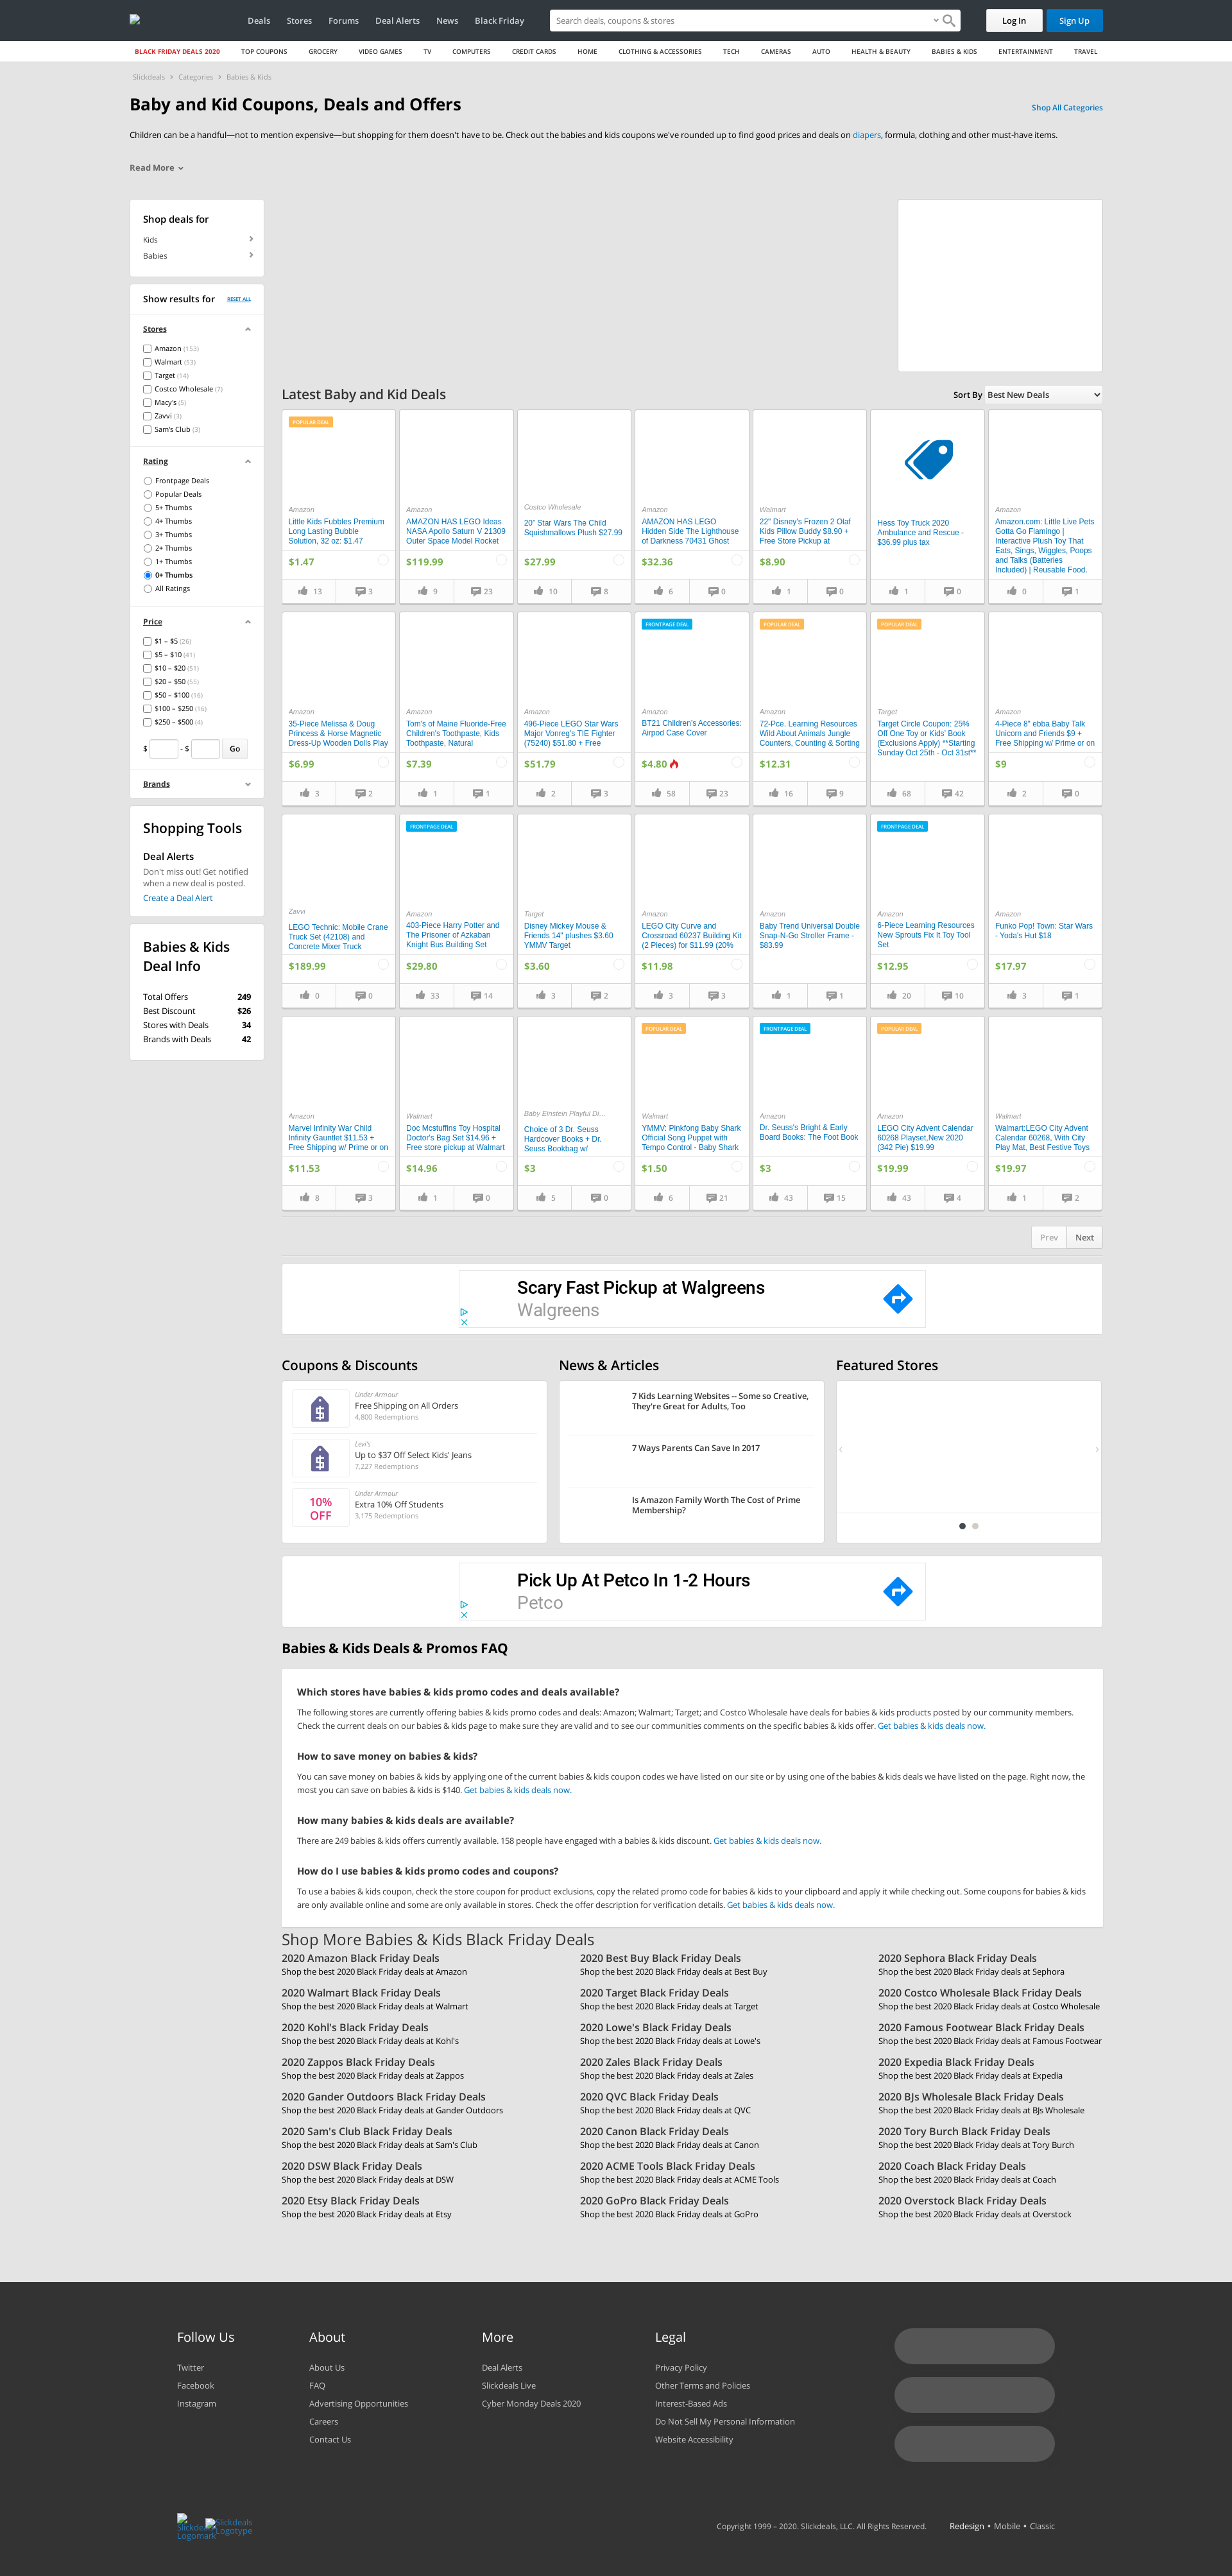 Deals Stores Forums Deal Alerts News Black Friday Search deals, coupons & stores Log In Sign Up
BLACK FRIDAY DEALS 2020 TOP COUPONS GROCERY VIDEO GAMES TV COMPUTERS CREDIT CARDS HOME CLOTHING & ACCESSORIES TECH CAMERAS AUTO HEALTH & BEAUTY BABIES & KIDS ENTERTAINMENT TRAVEL
Slickdeals Categories Babies & Kids
Baby and Kid Coupons, Deals and Offers
Shop All Categories
Children can be a handful—not to mention expensive—but shopping for them doesn't have to be. Check out the babies and kids coupons we've rounded up to find good prices and deals on diapers, formula, clothing and other must-have items.
Read More
Shop deals for
Kids
Babies
Show results for RESET ALL
Stores
Amazon (153)
Walmart (53)
Target (14)
Costco Wholesale (7)
Macy's (5)
Zavvi (3)
Sam's Club (3)
Rating
Frontpage Deals
Popular Deals
5+ Thumbs
4+ Thumbs
3+ Thumbs
2+ Thumbs
1+ Thumbs
0+ Thumbs
All Ratings
Price
$1 – $5 (26)
$5 – $10 (41)
$10 – $20 (51)
$20 – $50 (55)
$50 – $100 (16)
$100 – $250 (16)
$250 – $500 (4)
$ - $ Go
Brands
Shopping Tools
Deal Alerts
Don't miss out! Get notified
when a new deal is posted.
Create a Deal Alert
Babies & Kids
Deal Info
Total Offers 249
Best Discount $26
Stores with Deals 34
Brands with Deals 42
Latest Baby and Kid Deals
Sort By Best New Deals
POPULAR DEAL
Amazon
Little Kids Fubbles Premium
Long Lasting Bubble
Solution, 32 oz: $1.47
$1.47
13 3
Amazon
AMAZON HAS LEGO Ideas
NASA Apollo Saturn V 21309
Outer Space Model Rocket
$119.99
9 23
Costco Wholesale
20" Star Wars The Child
Squishmallows Plush $27.99
$27.99
10 8
Amazon
AMAZON HAS LEGO
Hidden Side The Lighthouse
of Darkness 70431 Ghost
$32.36
6 0
Walmart
22" Disney's Frozen 2 Olaf
Kids Pillow Buddy $8.90 +
Free Store Pickup at
$8.90
1 0
Hess Toy Truck 2020
Ambulance and Rescue -
$36.99 plus tax
1 0
Amazon
Amazon.com: Little Live Pets
Gotta Go Flamingo |
Interactive Plush Toy That
Eats, Sings, Wiggles, Poops
and Talks (Batteries
Included) | Reusable Food.
0 1
Amazon
35-Piece Melissa & Doug
Princess & Horse Magnetic
Dress-Up Wooden Dolls Play
$6.99
3 2
Amazon
Tom's of Maine Fluoride-Free
Children's Toothpaste, Kids
Toothpaste, Natural
$7.39
1 1
Amazon
496-Piece LEGO Star Wars
Major Vonreg's TIE Fighter
(75240) $51.80 + Free
$51.79
2 3
FRONTPAGE DEAL
Amazon
BT21 Children's Accessories:
Airpod Case Cover
$4.80
58 23
POPULAR DEAL
Amazon
72-Pce. Learning Resources
Wild About Animals Jungle
Counters, Counting & Sorting
$12.31
16 9
POPULAR DEAL
Target
Target Circle Coupon: 25%
Off One Toy or Kids' Book
(Exclusions Apply) **Starting
Sunday Oct 25th - Oct 31st**
68 42
Amazon
4-Piece 8" ebba Baby Talk
Unicorn and Friends $9 +
Free Shipping w/ Prime or on
$9
2 0
Zavvi
LEGO Technic: Mobile Crane
Truck Set (42108) and
Concrete Mixer Truck
$189.99
0 0
FRONTPAGE DEAL
Amazon
403-Piece Harry Potter and
The Prisoner of Azkaban
Knight Bus Building Set
$29.80
33 14
Target
Disney Mickey Mouse &
Friends 14" plushes $3.60
YMMV Target
$3.60
3 2
Amazon
LEGO City Curve and
Crossroad 60237 Building Kit
(2 Pieces) for $11.99 (20%
$11.98
3 3
Amazon
Baby Trend Universal Double
Snap-N-Go Stroller Frame -
$83.99
1 1
FRONTPAGE DEAL
Amazon
6-Piece Learning Resources
New Sprouts Fix It Toy Tool
Set
$12.95
20 10
Amazon
Funko Pop! Town: Star Wars
- Yoda's Hut $18
$17.97
3 1
Amazon
Marvel Infinity War Child
Infinity Gauntlet $11.53 +
Free Shipping w/ Prime or on
$11.53
8 3
Walmart
Doc Mcstuffins Toy Hospital
Doctor's Bag Set $14.96 +
Free store pickup at Walmart
$14.96
1 0
Baby Einstein Playful Di...
Choice of 3 Dr. Seuss
Hardcover Books + Dr.
Seuss Bookbag w/
$3
5 0
POPULAR DEAL
Walmart
YMMV: Pinkfong Baby Shark
Official Song Puppet with
Tempo Control - Baby Shark
$1.50
6 21
FRONTPAGE DEAL
Amazon
Dr. Seuss's Bright & Early
Board Books: The Foot Book
$3
43 15
POPULAR DEAL
Amazon
LEGO City Advent Calendar
60268 Playset,New 2020
(342 Pie) $19.99
$19.99
43 4
Walmart
Walmart:LEGO City Advent
Calendar 60268, With City
Play Mat, Best Festive Toys
$19.97
1 2
Prev Next
Scary Fast Pickup at Walgreens
Walgreens
Coupons & Discounts
Under Armour
Free Shipping on All Orders
4,800 Redemptions
Levi's
Up to $37 Off Select Kids' Jeans
7,227 Redemptions
10%
OFF
Under Armour
Extra 10% Off Students
3,175 Redemptions
News & Articles
7 Kids Learning Websites -- Some so Creative,
They're Great for Adults, Too
7 Ways Parents Can Save In 2017
Is Amazon Family Worth The Cost of Prime
Membership?
Featured Stores
Pick Up At Petco In 1-2 Hours
Petco
Babies & Kids Deals & Promos FAQ
Which stores have babies & kids promo codes and deals available?
The following stores are currently offering babies & kids promo codes and deals: Amazon; Walmart; Target; and Costco Wholesale have deals for babies & kids products posted by our community members.
Check the current deals on our babies & kids page to make sure they are valid and to see our communities comments on the specific babies & kids offer. Get babies & kids deals now.
How to save money on babies & kids?
You can save money on babies & kids by applying one of the current babies & kids coupon codes we have listed on our site or by using one of the babies & kids deals we have listed on the page. Right now, the
most you can save on babies & kids is $140. Get babies & kids deals now.
How many babies & kids deals are available?
There are 249 babies & kids offers currently available. 158 people have engaged with a babies & kids discount. Get babies & kids deals now.
How do I use babies & kids promo codes and coupons?
To use a babies & kids coupon, check the store coupon for product exclusions, copy the related promo code for babies & kids to your clipboard and apply it while checking out. Some coupons for babies & kids
are only available online and some are only available in stores. Check the offer description for verification details. Get babies & kids deals now.
Shop More Babies & Kids Black Friday Deals
2020 Amazon Black Friday Deals 2020 Best Buy Black Friday Deals 2020 Sephora Black Friday Deals
Shop the best 2020 Black Friday deals at Amazon Shop the best 2020 Black Friday deals at Best Buy Shop the best 2020 Black Friday deals at Sephora
2020 Walmart Black Friday Deals 2020 Target Black Friday Deals 2020 Costco Wholesale Black Friday Deals
Shop the best 2020 Black Friday deals at Walmart Shop the best 2020 Black Friday deals at Target Shop the best 2020 Black Friday deals at Costco Wholesale
2020 Kohl's Black Friday Deals 2020 Lowe's Black Friday Deals 2020 Famous Footwear Black Friday Deals
Shop the best 2020 Black Friday deals at Kohl's Shop the best 2020 Black Friday deals at Lowe's Shop the best 2020 Black Friday deals at Famous Footwear
2020 Zappos Black Friday Deals 2020 Zales Black Friday Deals 2020 Expedia Black Friday Deals
Shop the best 2020 Black Friday deals at Zappos Shop the best 2020 Black Friday deals at Zales Shop the best 2020 Black Friday deals at Expedia
2020 Gander Outdoors Black Friday Deals 2020 QVC Black Friday Deals 2020 BJs Wholesale Black Friday Deals
Shop the best 2020 Black Friday deals at Gander Outdoors Shop the best 2020 Black Friday deals at QVC Shop the best 2020 Black Friday deals at BJs Wholesale
2020 Sam's Club Black Friday Deals 2020 Canon Black Friday Deals 2020 Tory Burch Black Friday Deals
Shop the best 2020 Black Friday deals at Sam's Club Shop the best 2020 Black Friday deals at Canon Shop the best 2020 Black Friday deals at Tory Burch
2020 DSW Black Friday Deals 2020 ACME Tools Black Friday Deals 2020 Coach Black Friday Deals
Shop the best 2020 Black Friday deals at DSW Shop the best 2020 Black Friday deals at ACME Tools Shop the best 2020 Black Friday deals at Coach
2020 Etsy Black Friday Deals 2020 GoPro Black Friday Deals 2020 Overstock Black Friday Deals
Shop the best 2020 Black Friday deals at Etsy Shop the best 2020 Black Friday deals at GoPro Shop the best 2020 Black Friday deals at Overstock
Follow Us
Twitter
Facebook
Instagram
About
About Us
FAQ
Advertising Opportunities
Careers
Contact Us
More
Deal Alerts
Slickdeals Live
Cyber Monday Deals 2020
Legal
Privacy Policy
Other Terms and Policies
Interest-Based Ads
Do Not Sell My Personal Information
Website Accessibility
Slickdeals
Logomark
Slickdeals
Logotype
Copyright 1999 – 2020. Slickdeals, LLC. All Rights Reserved. Redesign • Mobile • Classic